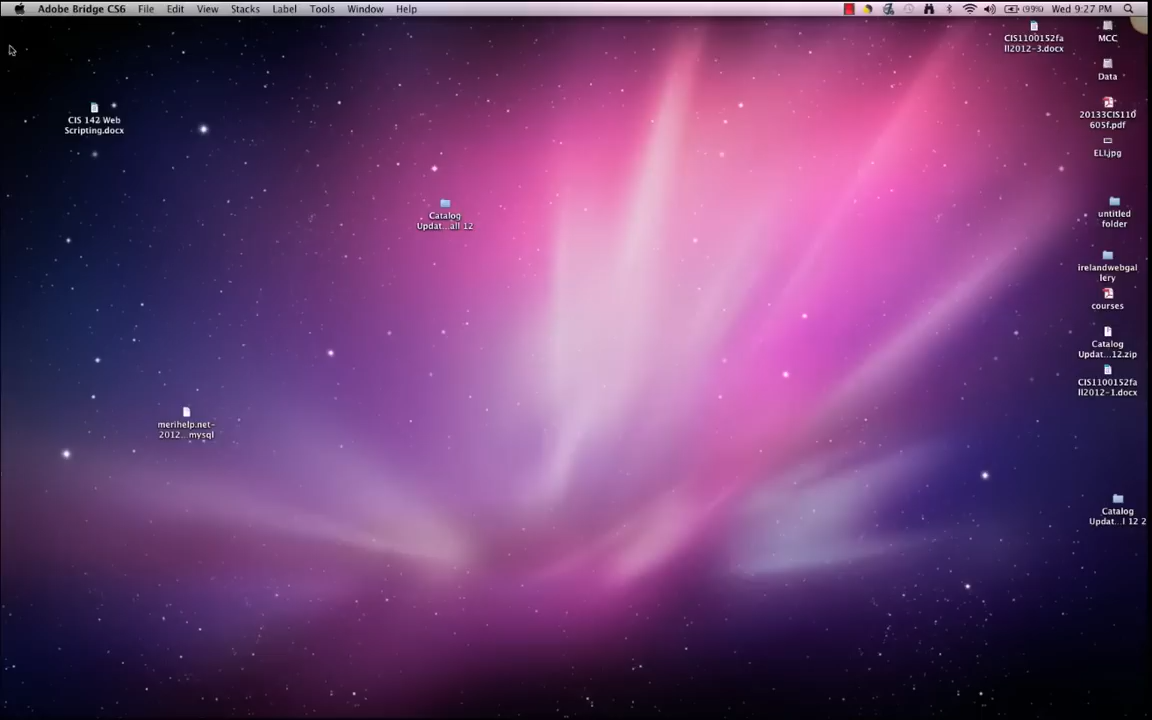 Adobe Bridge CS6 File Edit View Stacks Label Tools Window Help (99%) Wed 9:27 PM
CIS1100152fa
ll2012-3.docx
MCC
Data
20133CIS110
605f.pdf
ELI.jpg
CIS 142 Web
Scripting.docx
Catalog
Updat...all 12
untitled
folder
irelandwebgal
lery
courses
Catalog
Updat...12.zip
CIS1100152fa
ll2012-1.docx
merihelp.net-
2012...mysql
Catalog
Updat...l 12 2